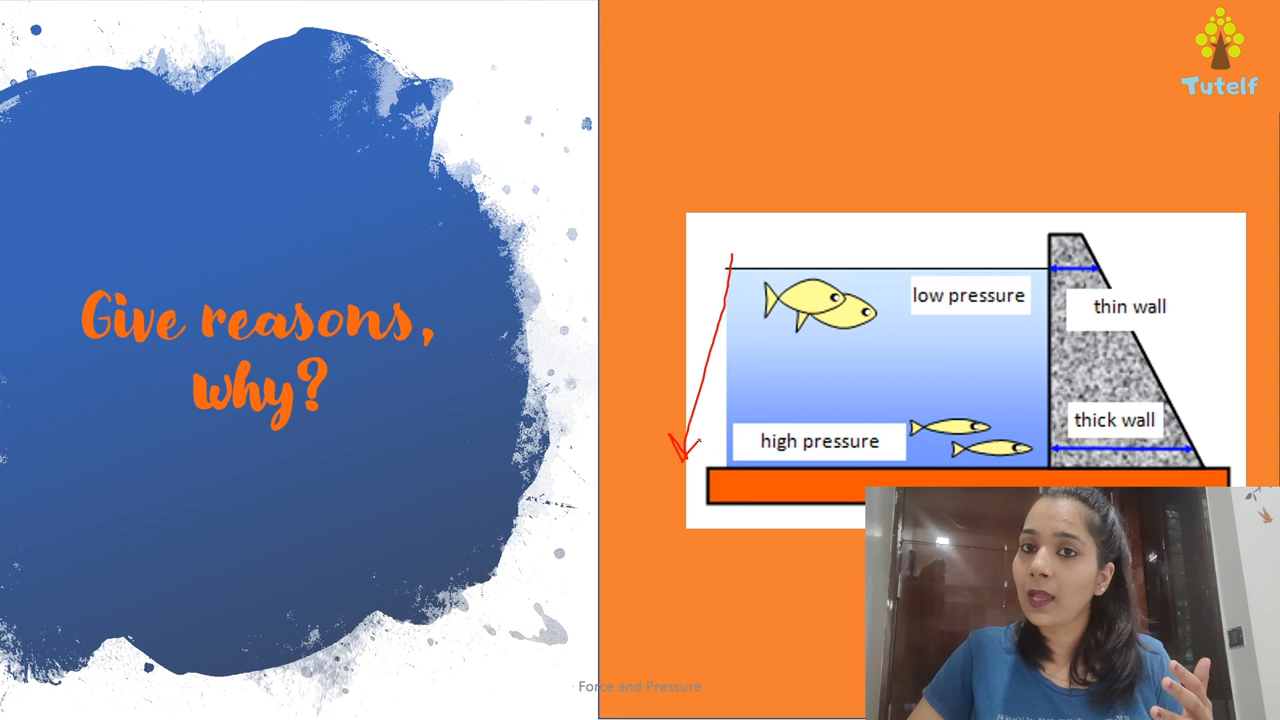 Give reasons,
why?
Tutelf
low pressure
thin wall
thick wall
high pressure
Force and Pressure